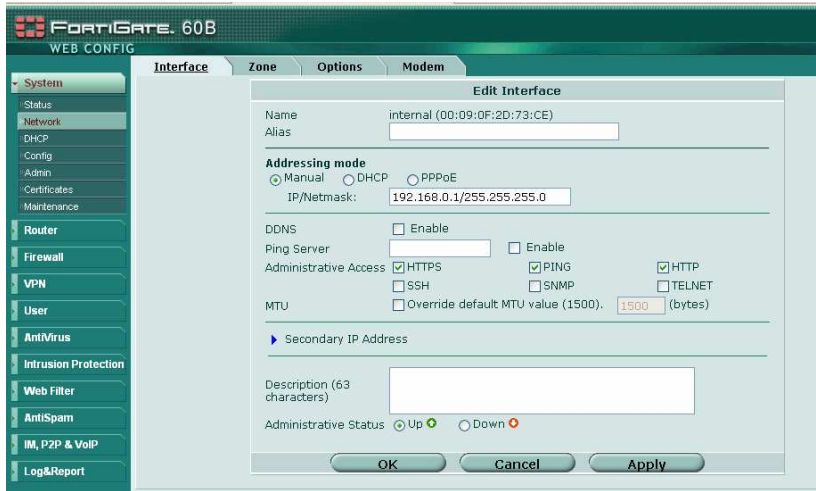 FORTIGATE. 60B
WEB CONFIG
Interface Zone Options Modem
System
Status
Network
DHCP
Config
Admin
Certificates
Maintenance
Router
Firewall
VPN
User
AntiVirus
Intrusion Protection
Web Filter
AntiSpam
IM, P2P & VoIP
Log&Report
Edit Interface
Name internal (00:09:0F:2D:73:CE)
Alias
Addressing mode
Manual DHCP PPPoE
IP/Netmask: 192.168.0.1/255.255.255.0
DDNS Enable
Ping Server Enable
Administrative Access HTTPS PING HTTP
SSH SNMP TELNET
MTU Override default MTU value (1500). 1500 (bytes)
Secondary IP Address
Description (63
characters)
Administrative Status Up Down
OK Cancel Apply